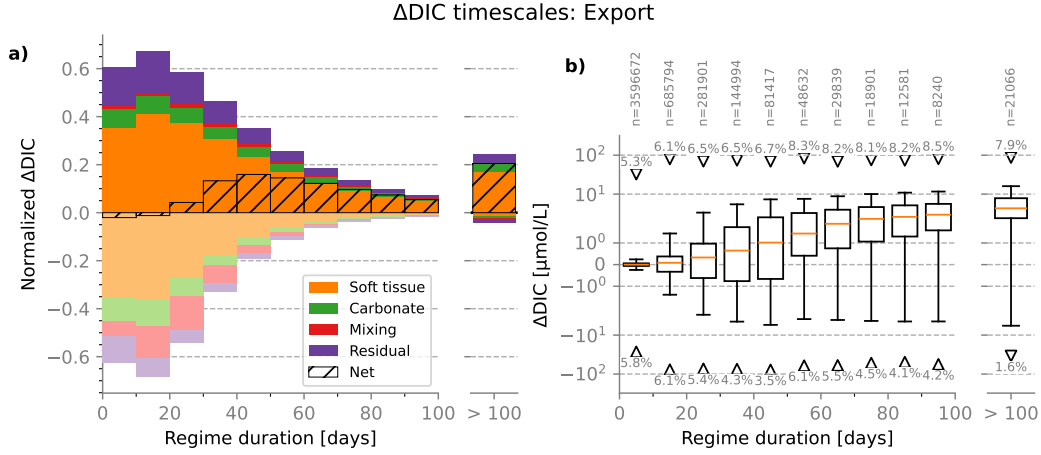 ΔDIC timescales: Export
a)
Normalized ΔDIC
0.6
0.4
0.2
0.0
−0.2
−0.4
−0.6
Soft tissue
Carbonate
Mixing
Residual
Net
0
20
40
60
80
100
> 100
Regime duration [days]
b)
n=3596672
n=685794
n=281901
n=144994
n=81417
n=48632
n=29839
n=18901
n=12581
n=8240
n=21066
ΔDIC [μmol/L]
10²
10¹
10⁰
0
−10⁰
−10¹
−10²
5.3%
6.1%
6.5%
6.5%
6.7%
8.3%
8.2%
8.1%
8.2%
8.5%
7.9%
5.8%
6.1%
5.4%
4.3%
3.5%
6.1%
5.5%
4.5%
4.1%
4.2%
1.6%
0
20
40
60
80
100
> 100
Regime duration [days]